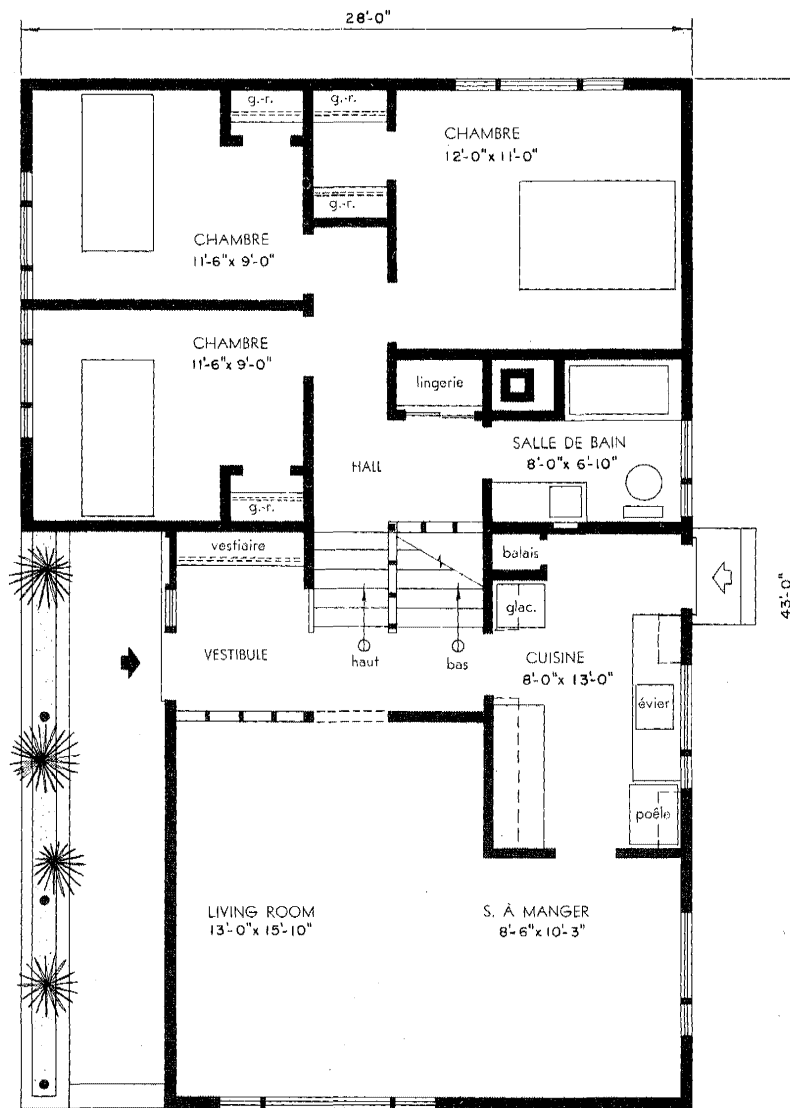 28'-0"
g.-r.
g.-r.
CHAMBRE
12'-0" x 11'-0"
g.-r.
CHAMBRE
11'-6" x 9'-0"
CHAMBRE
11'-6" x 9'-0"
lingerie
SALLE DE BAIN
8'-0" x 6'-10"
HALL
g.-r.
vestiaire
balais
glac.
43'-0"
VESTIBULE
haut
bas
CUISINE
8'-0" x 13'-0"
évier
poêle
LIVING ROOM
13'-0" x 15'-10"
S. À MANGER
8'-6" x 10'-3"